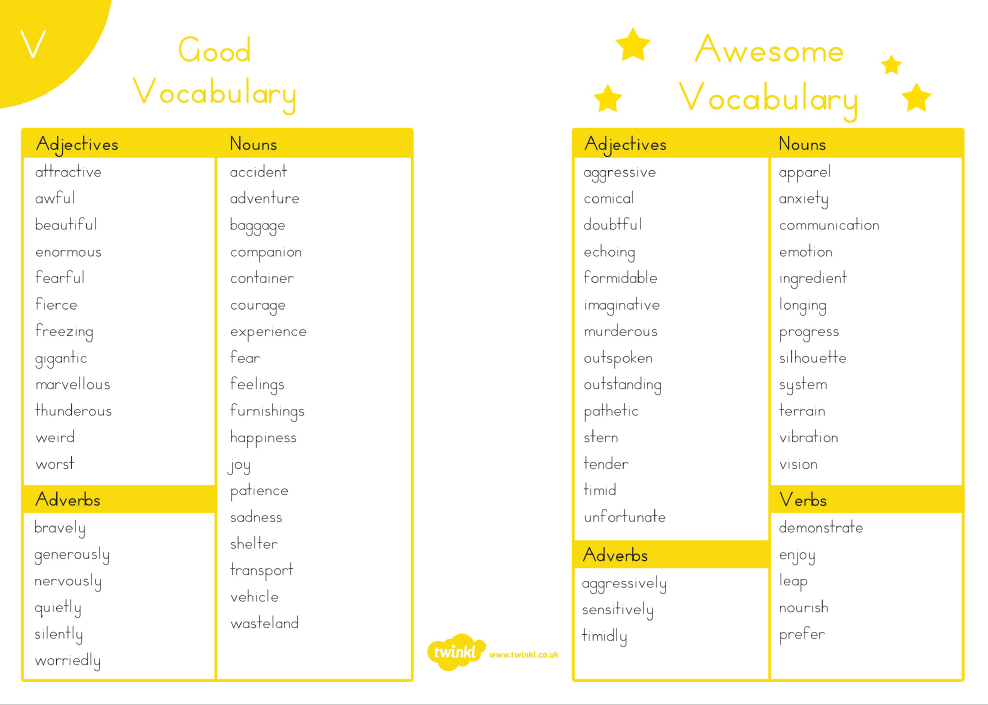 V
Good
Vocabulary
Adjectives
attractive
awful
beautiful
enormous
fearful
fierce
freezing
gigantic
marvellous
thunderous
weird
worst
Adverbs
bravely
generously
nervously
quietly
silently
worriedly
Nouns
accident
adventure
baggage
companion
container
courage
experience
fear
feelings
furnishings
happiness
joy
patience
sadness
shelter
transport
vehicle
wasteland
twinkl www.twinkl.co.uk
Awesome
Vocabulary
Adjectives
aggressive
comical
doubtful
echoing
formidable
imaginative
murderous
outspoken
outstanding
pathetic
stern
tender
timid
unfortunate
Adverbs
aggressively
sensitively
timidly
Nouns
apparel
anxiety
communication
emotion
ingredient
longing
progress
silhouette
system
terrain
vibration
vision
Verbs
demonstrate
enjoy
leap
nourish
prefer